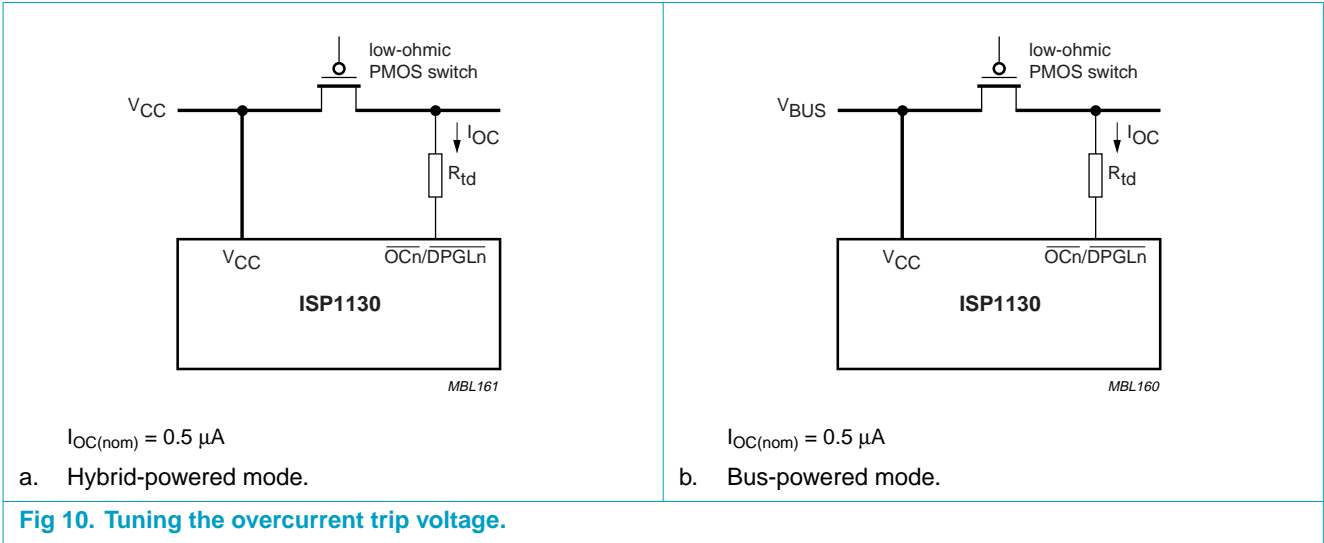 low-ohmic
PMOS switch
VCC
IOC
Rtd
VCC
OCn/DPGLn
ISP1130
MBL161
IOC(nom) = 0.5 μA
a. Hybrid-powered mode.
low-ohmic
PMOS switch
VBUS
IOC
Rtd
VCC
OCn/DPGLn
ISP1130
MBL160
IOC(nom) = 0.5 μA
b. Bus-powered mode.
Fig 10. Tuning the overcurrent trip voltage.